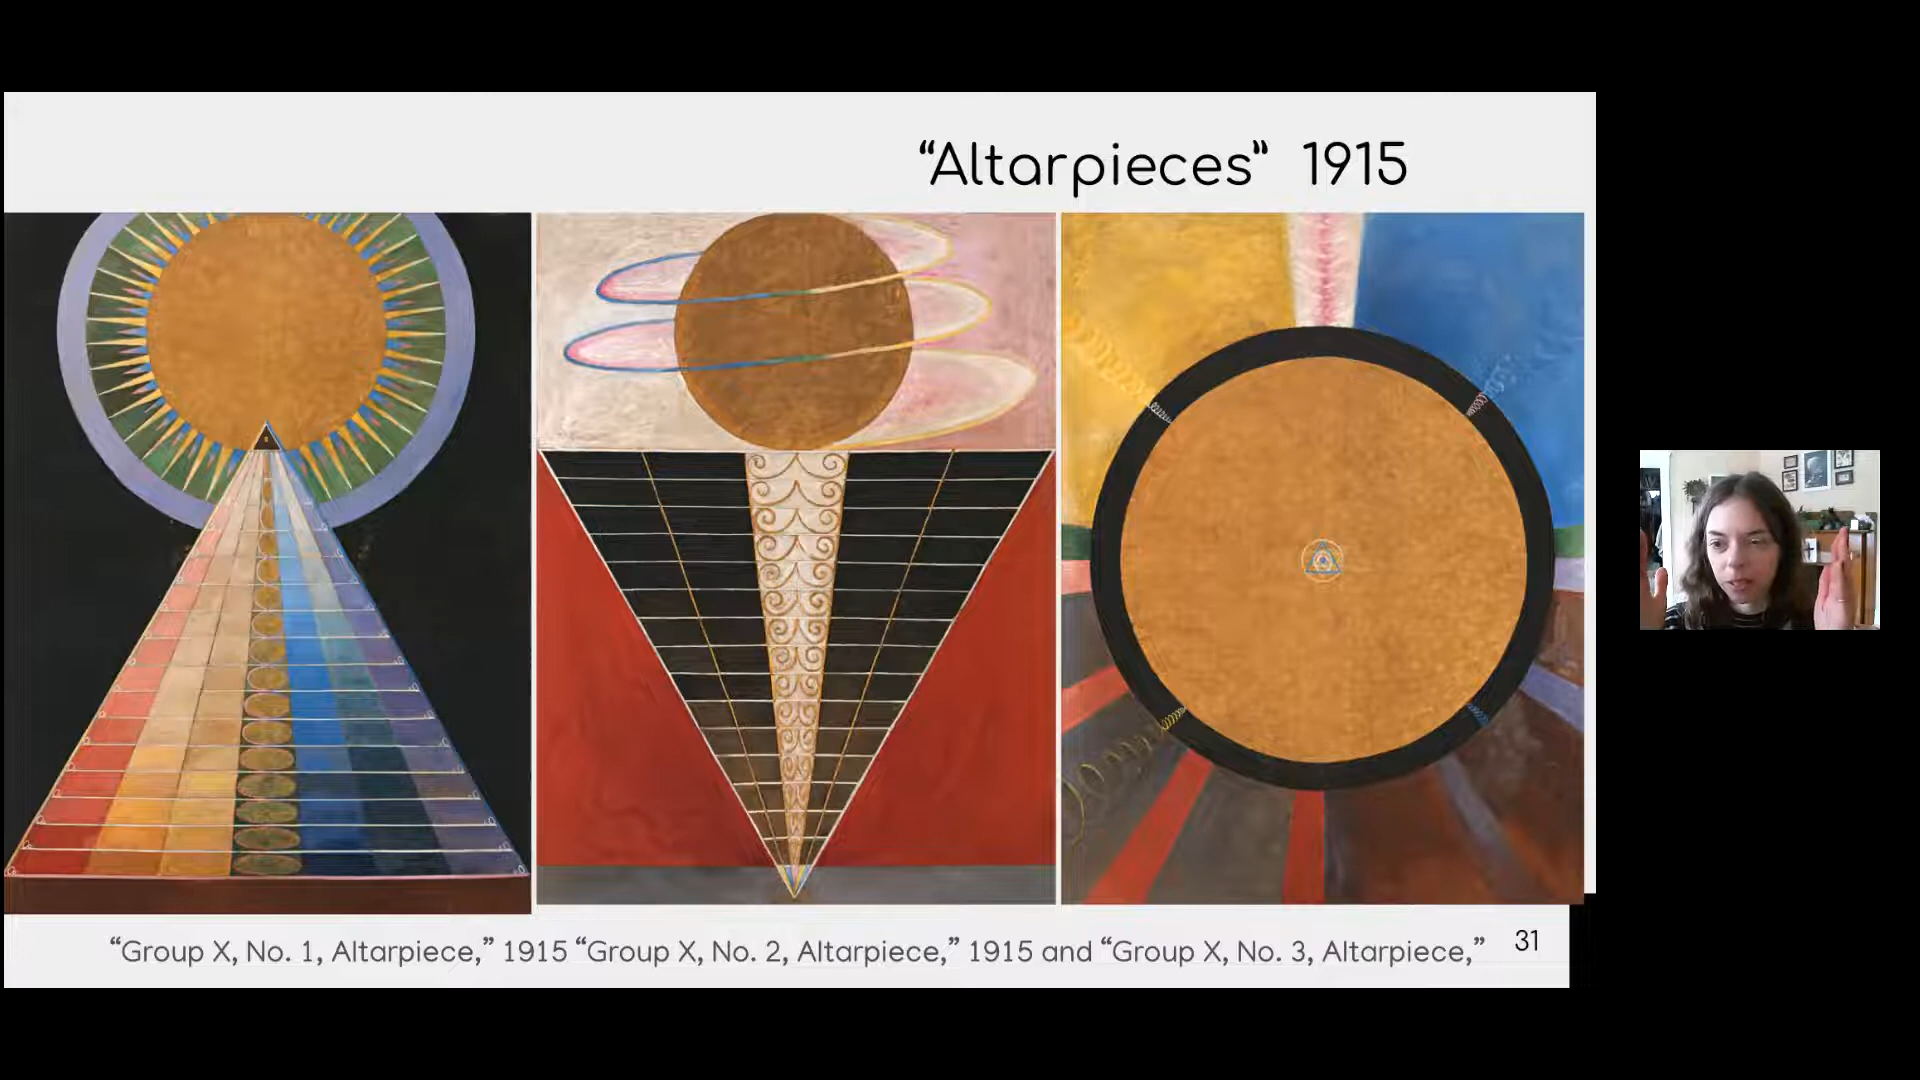 “Altarpieces” 1915
“Group X, No. 1, Altarpiece,” 1915 “Group X, No. 2, Altarpiece,” 1915 and “Group X, No. 3, Altarpiece,”
31